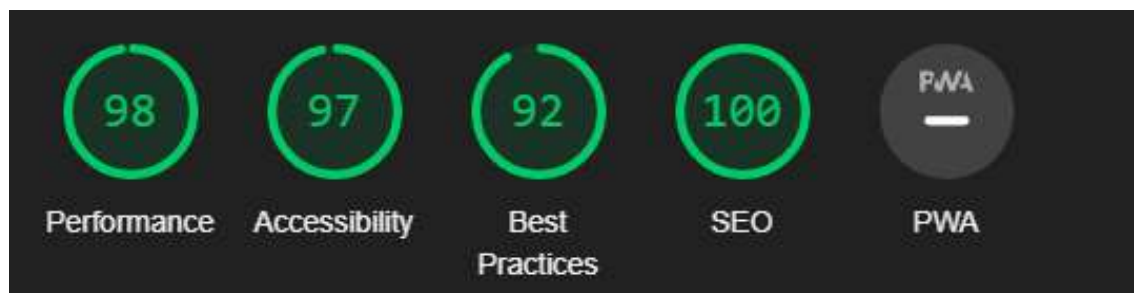 98 97 92 100 PWA
Performance Accessibility Best Practices SEO PWA